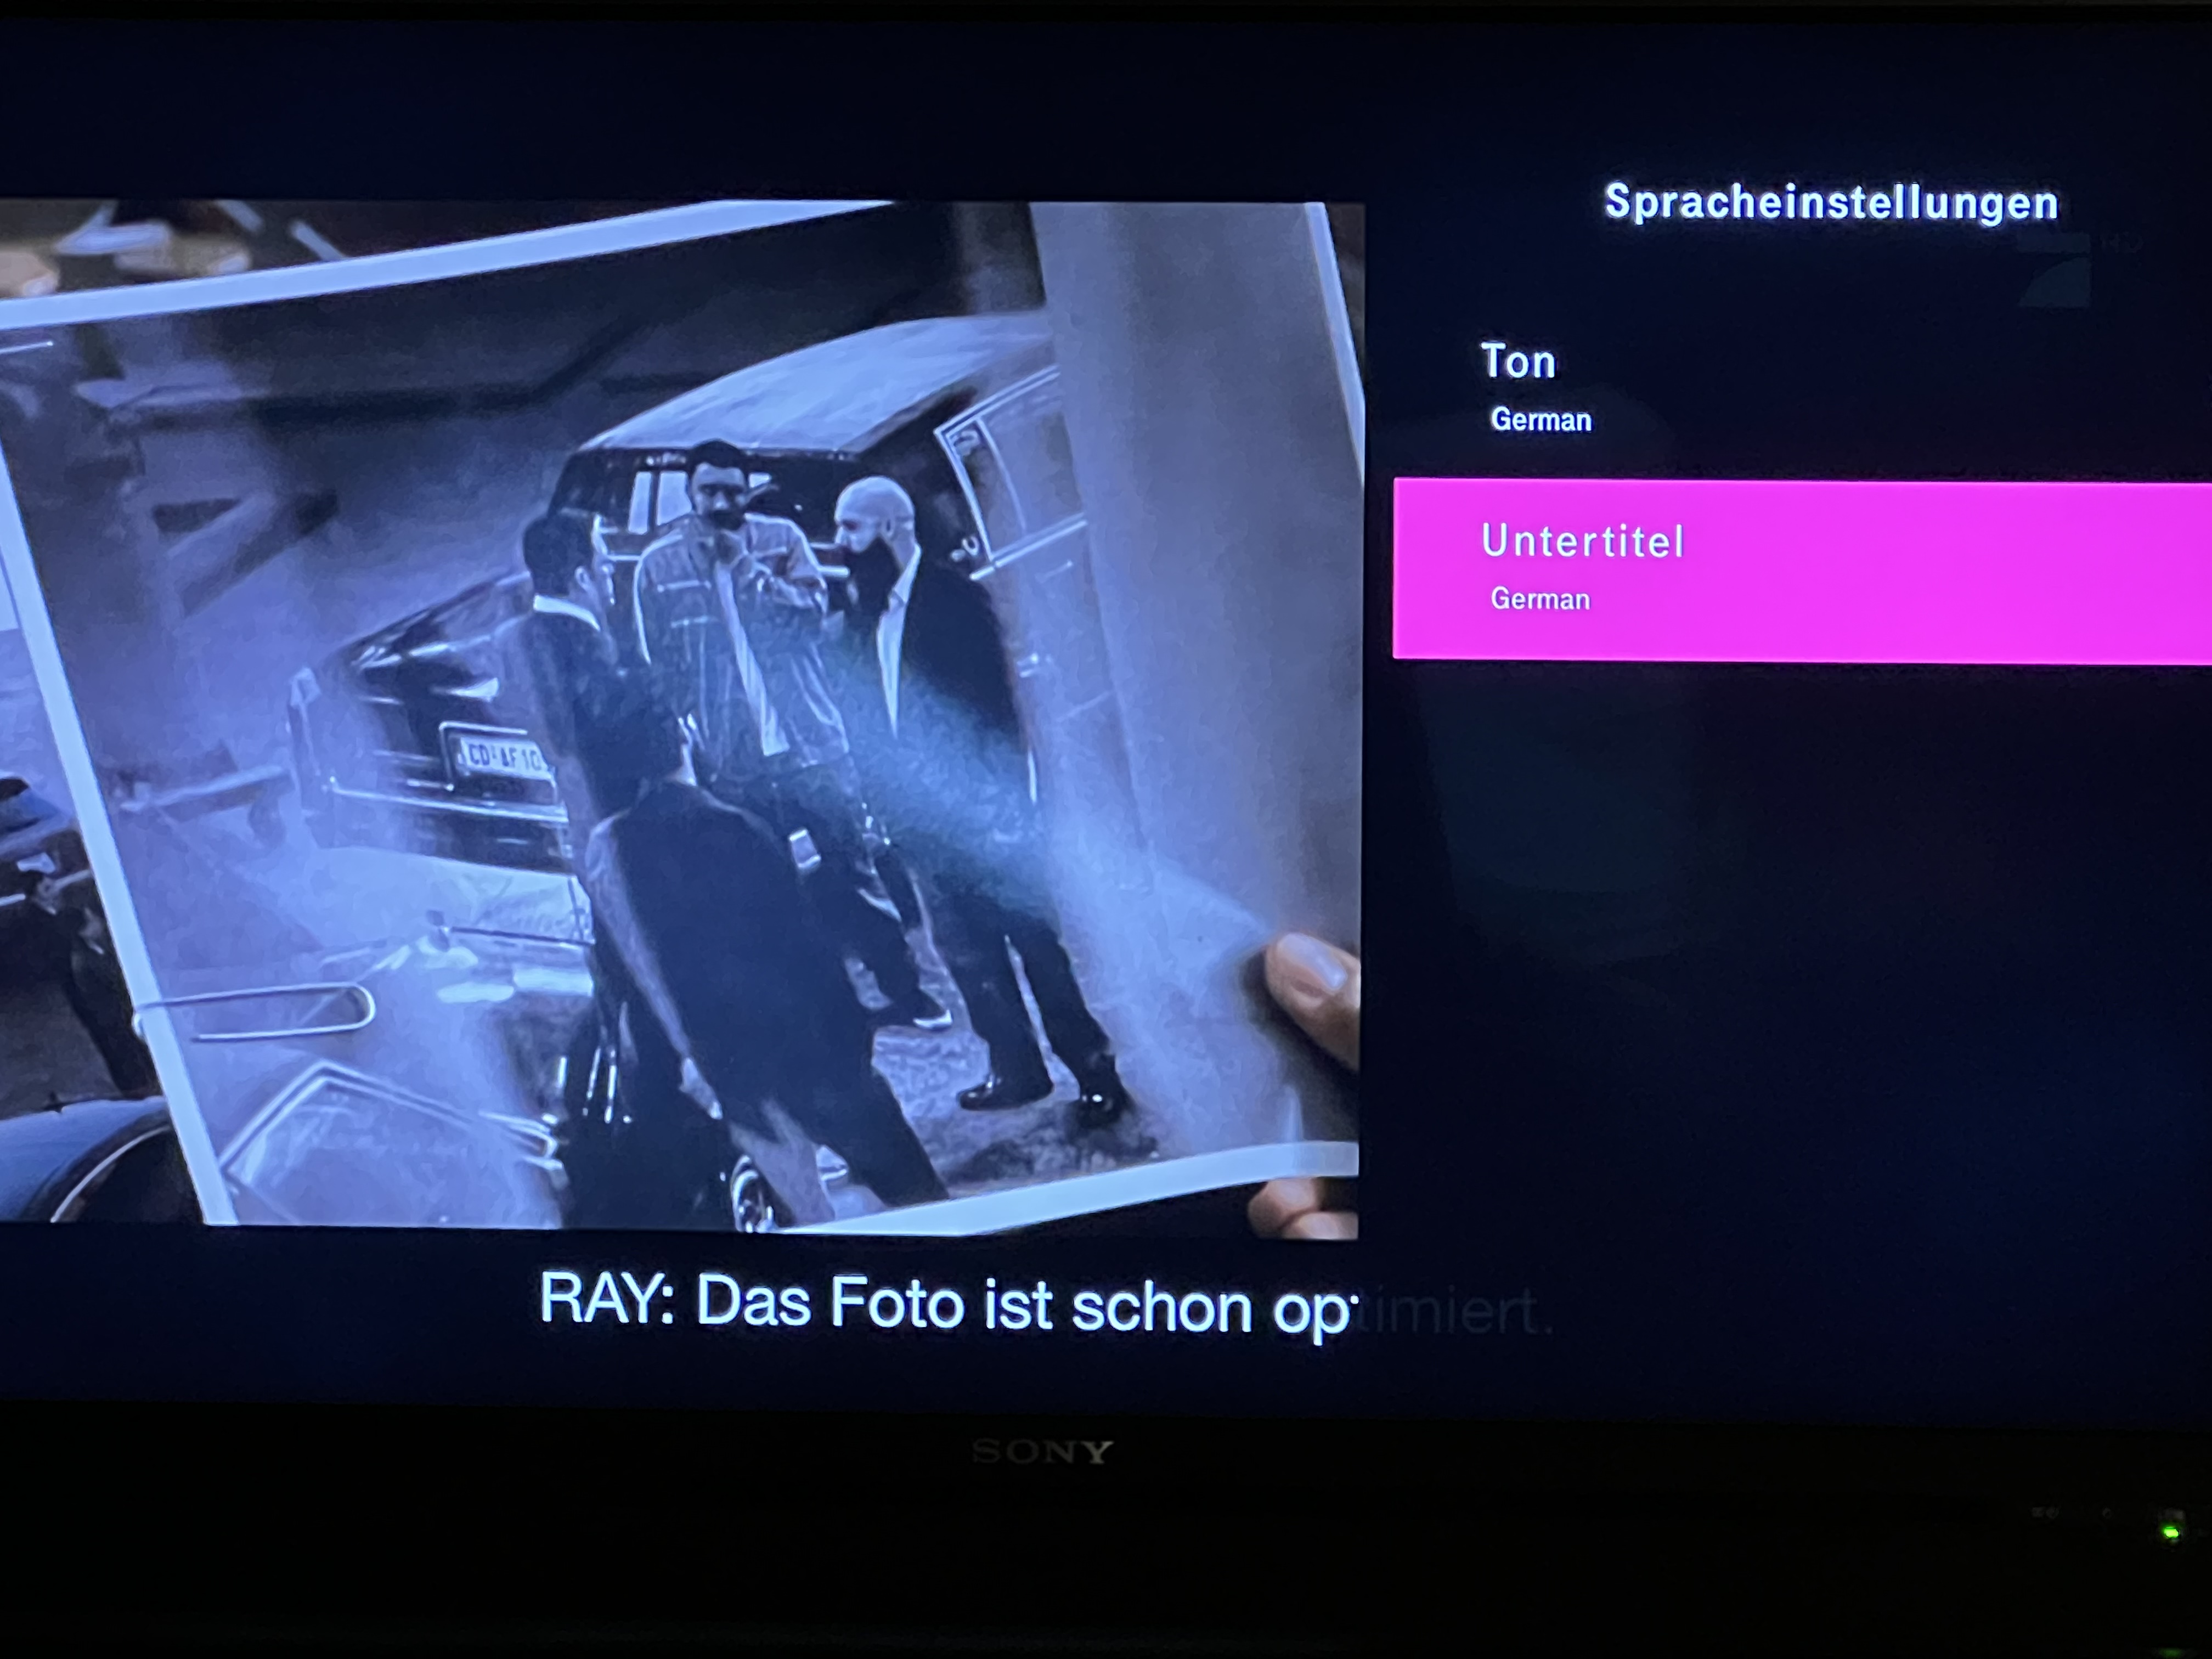 Spracheinstellungen
Ton
German
Untertitel
German
RAY: Das Foto ist schon optimiert.
SONY